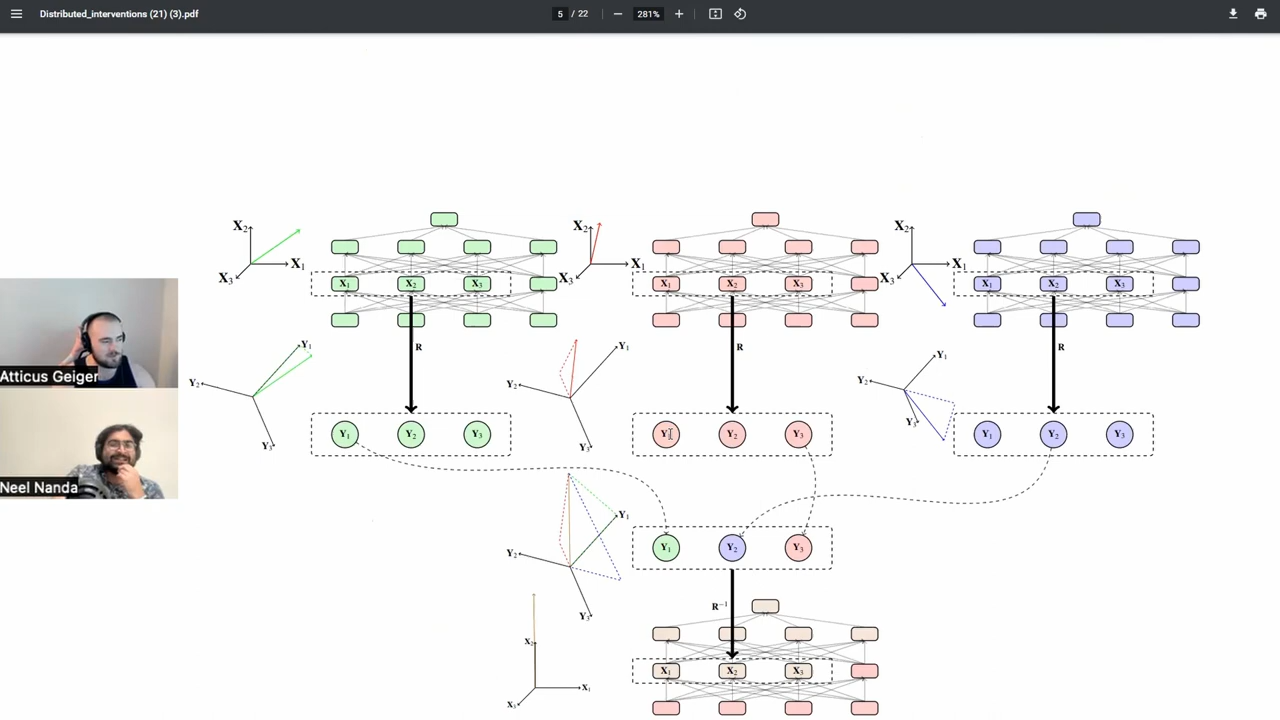 Distributed_interventions (21) (3).pdf
5 / 22
281%
X2 X2 X2
X1 X1 X1
X3 X3 X3
X1 X2 X3 X1 X2 X3 X1 X2 X3
R R R
Y1 Y1 Y1
Y2 Y2 Y2
Y3 Y3 Y3
Atticus Geiger
Y1 Y2 Y3 Y1 Y2 Y3 Y1 Y2 Y3
Neel Nanda
Y1
Y2
Y3
Y1 Y2 Y3
R−1
X2
X1
X3
X1 X2 X3